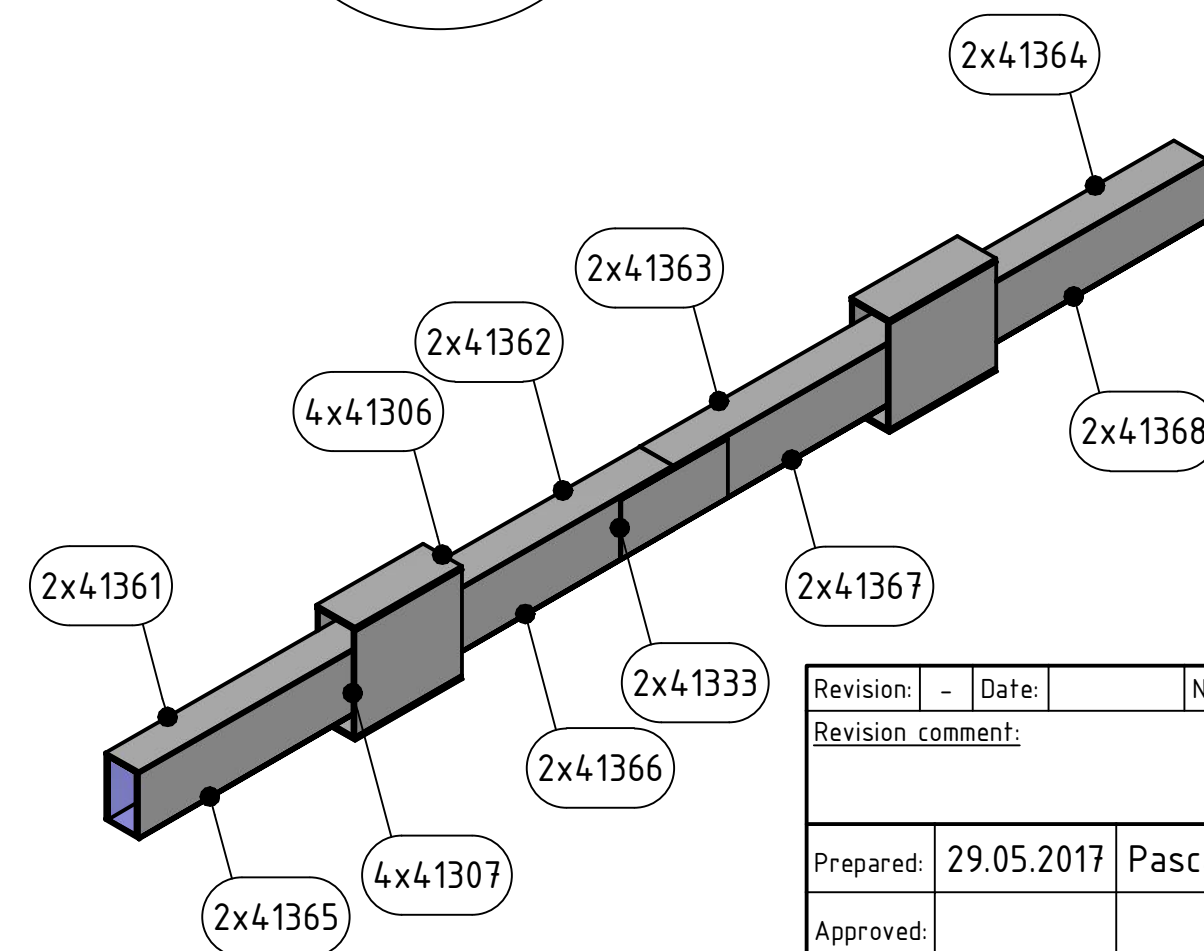 2x41364
2x41363
2x41362
4x41306
2x41368
2x41361
2x41367
2x41333
2x41366
4x41307
2x41365
Revision: - Date: N
Revision comment:
Prepared: 29.05.2017 Pasc
Approved: